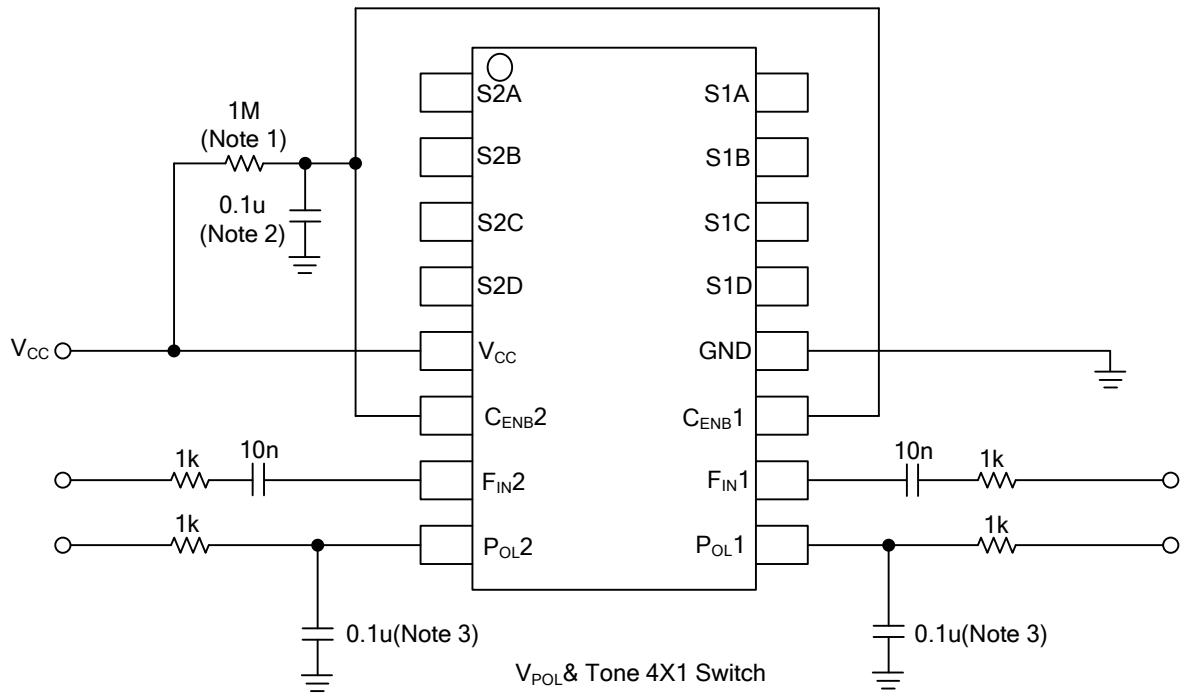 S2A
S1A
1M
(Note 1)
S2B
S1B
0.1u
(Note 2)
S2C
S1C
S2D
S1D
VCC
VCC
GND
CENB2
CENB1
1k
10n
FIN2
FIN1
10n
1k
1k
POL2
POL1
1k
0.1u(Note 3)
0.1u(Note 3)
VPOL& Tone 4X1 Switch